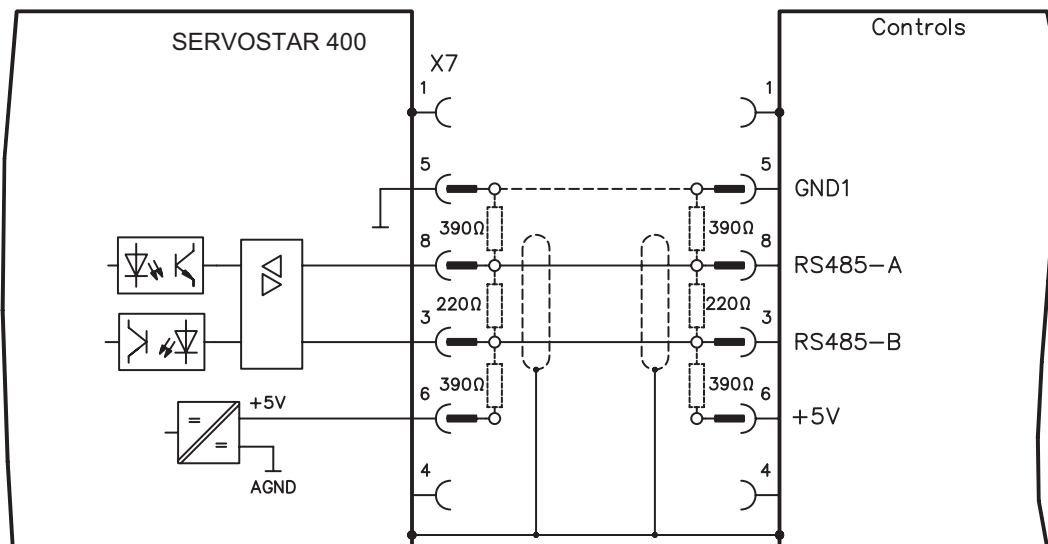 SERVOSTAR 400
Controls
X7
1
1
5
5
GND1
390Ω
390Ω
8
8
RS485-A
220Ω
220Ω
3
3
RS485-B
390Ω
390Ω
+5V
6
6
+5V
=
=
AGND
4
4